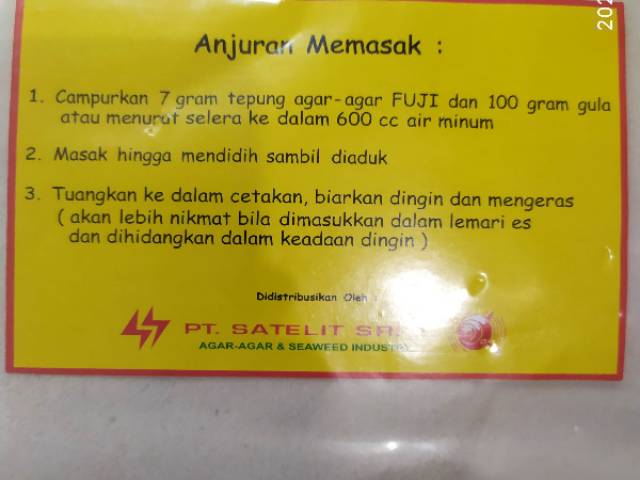 Anjuran Memasak :
1. Campurkan 7 gram tepung agar-agar FUJI dan 100 gram gula
atau menurut selera ke dalam 600 cc air minum
2. Masak hingga mendidih sambil diaduk
3. Tuangkan ke dalam cetakan, biarkan dingin dan mengeras
( akan lebih nikmat bila dimasukkan dalam lemari es
dan dihidangkan dalam keadaan dingin )
Didistribusikan Oleh :
PT. SATELIT
AGAR-AGAR & SEAWEED INDUSTRY